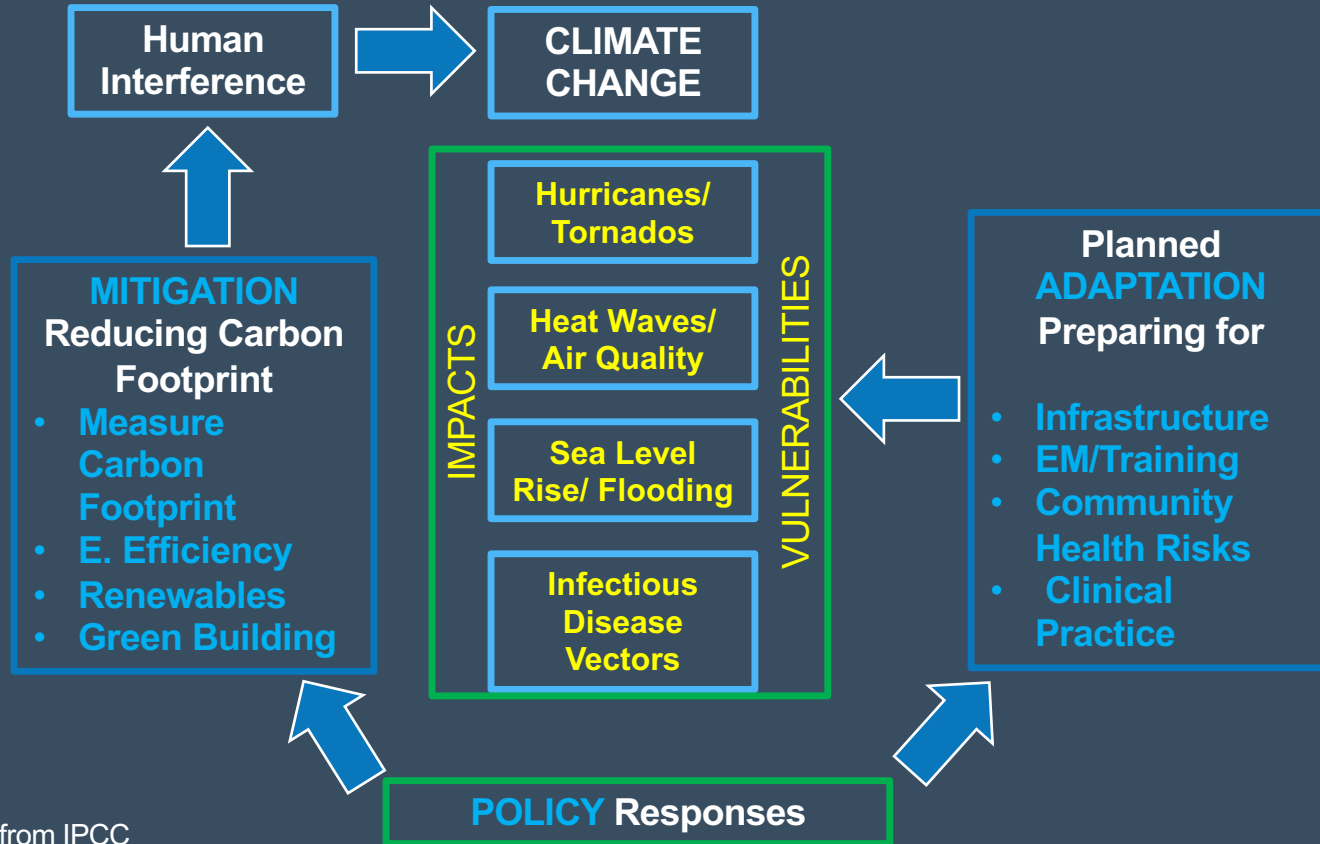 Human
Interference
CLIMATE
CHANGE
MITIGATION
Reducing Carbon
Footprint
• Measure
Carbon
Footprint
• E. Efficiency
• Renewables
• Green Building
IMPACTS
Hurricanes/
Tornados
Heat Waves/
Air Quality
Sea Level
Rise/ Flooding
Infectious
Disease
Vectors
VULNERABILITIES
Planned
ADAPTATION
Preparing for
• Infrastructure
• EM/Training
• Community
Health Risks
• Clinical
Practice
POLICY Responses
from IPCC